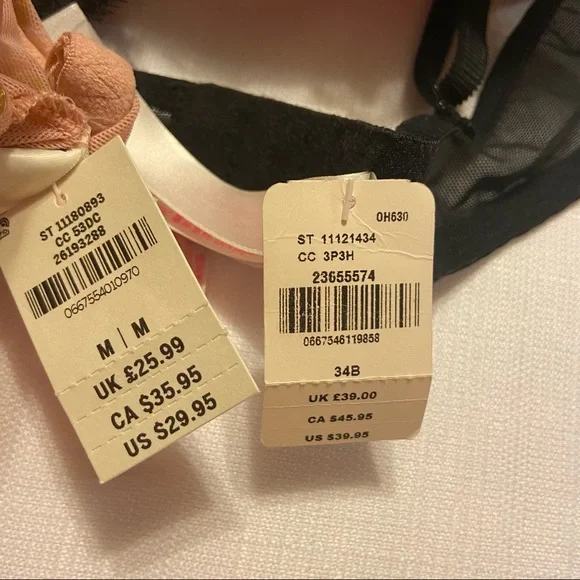 ST 11180893
CC 53DC
26193288
0667554010970
M | M
UK £25.99
CA $35.95
US $29.95
OH630
ST 11121434
CC 3P3H
23655574
0667546119858
34B
UK £39.00
CA $45.95
US $39.95